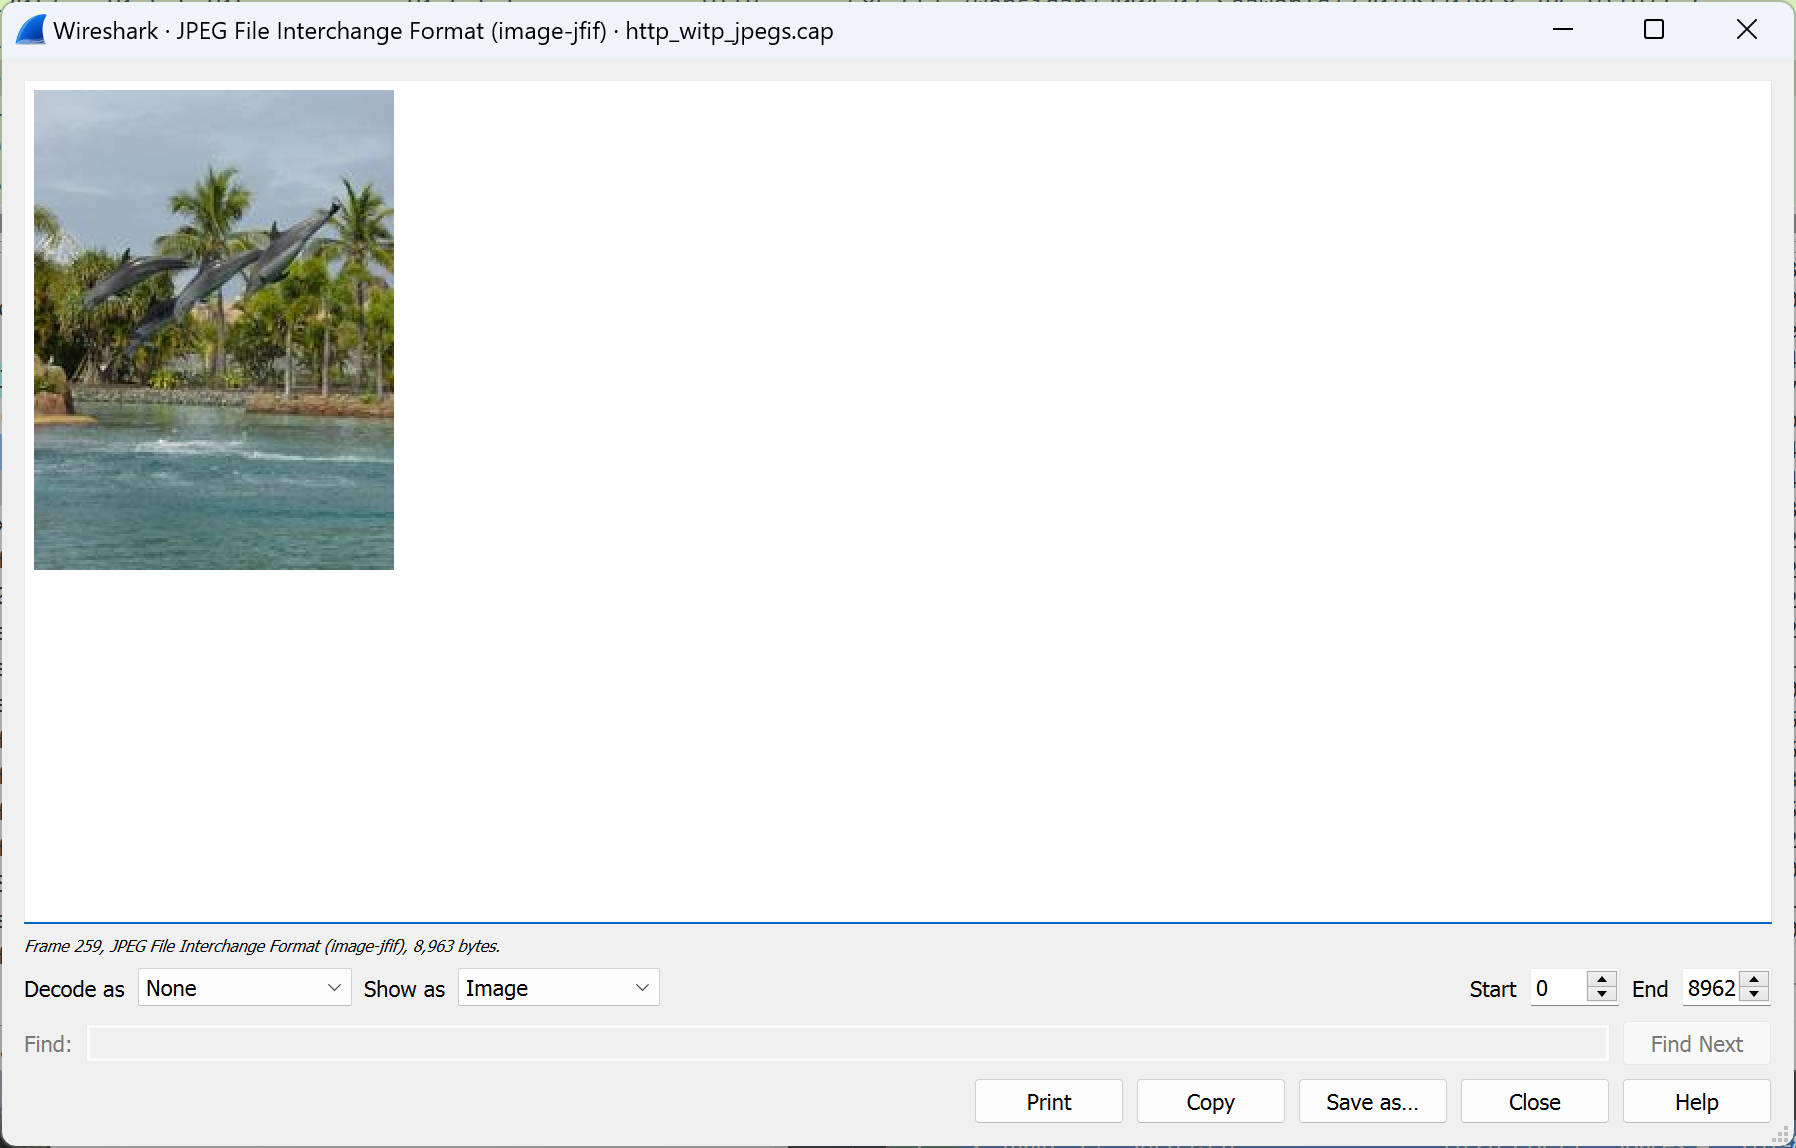 Wireshark · JPEG File Interchange Format (image-jfif) · http_witp_jpegs.cap
Frame 259, JPEG File Interchange Format (image-jfif), 8,963 bytes.
Decode as None Show as Image Start 0 End 8962
Find: Find Next
Print Copy Save as... Close Help